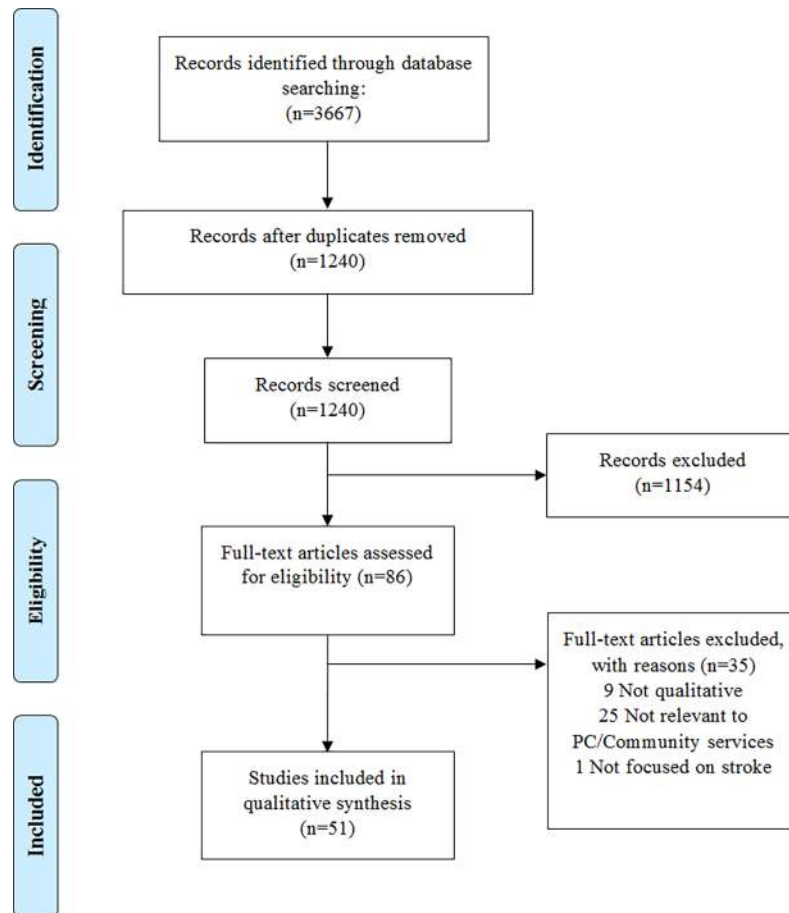 Identification
Records identified through database
searching:
(n=3667)
Records after duplicates removed
(n=1240)
Screening
Records screened
(n=1240)
Records excluded
(n=1154)
Eligibility
Full-text articles assessed
for eligibility (n=86)
Full-text articles excluded,
with reasons (n=35)
9 Not qualitative
25 Not relevant to
PC/Community services
1 Not focused on stroke
Included
Studies included in
qualitative synthesis
(n=51)